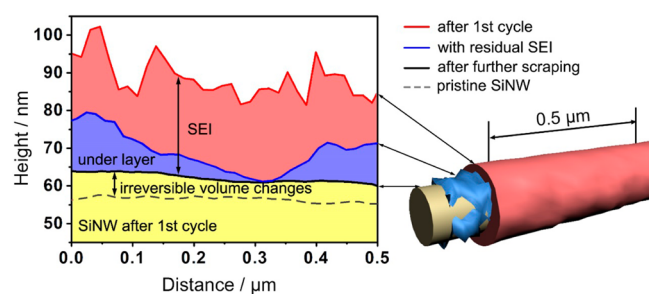 100
90
80
70
60
50
Height / nm
0.0
0.1
0.2
0.3
0.4
0.5
Distance / μm
SEI
under layer
irreversible volume changes
SiNW after 1st cycle
after 1st cycle
with residual SEI
after further scraping
pristine SiNW
0.5 μm